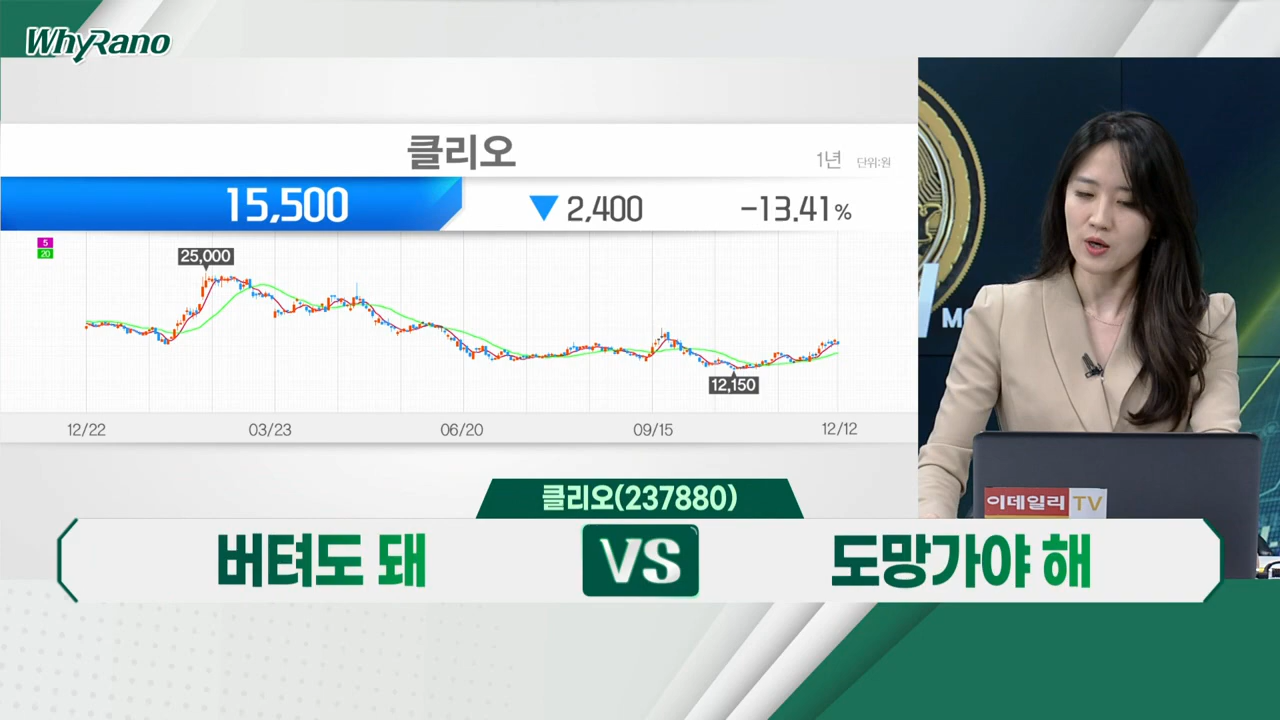 WhyRano
클리오
1년 단위:원
15,500 ▼ 2,400 -13.41%
5
20
25,000
12,150
12/22 03/23 06/20 09/15 12/12
M
이데일리 TV
클리오(237880)
버텨도 돼 VS 도망가야 해